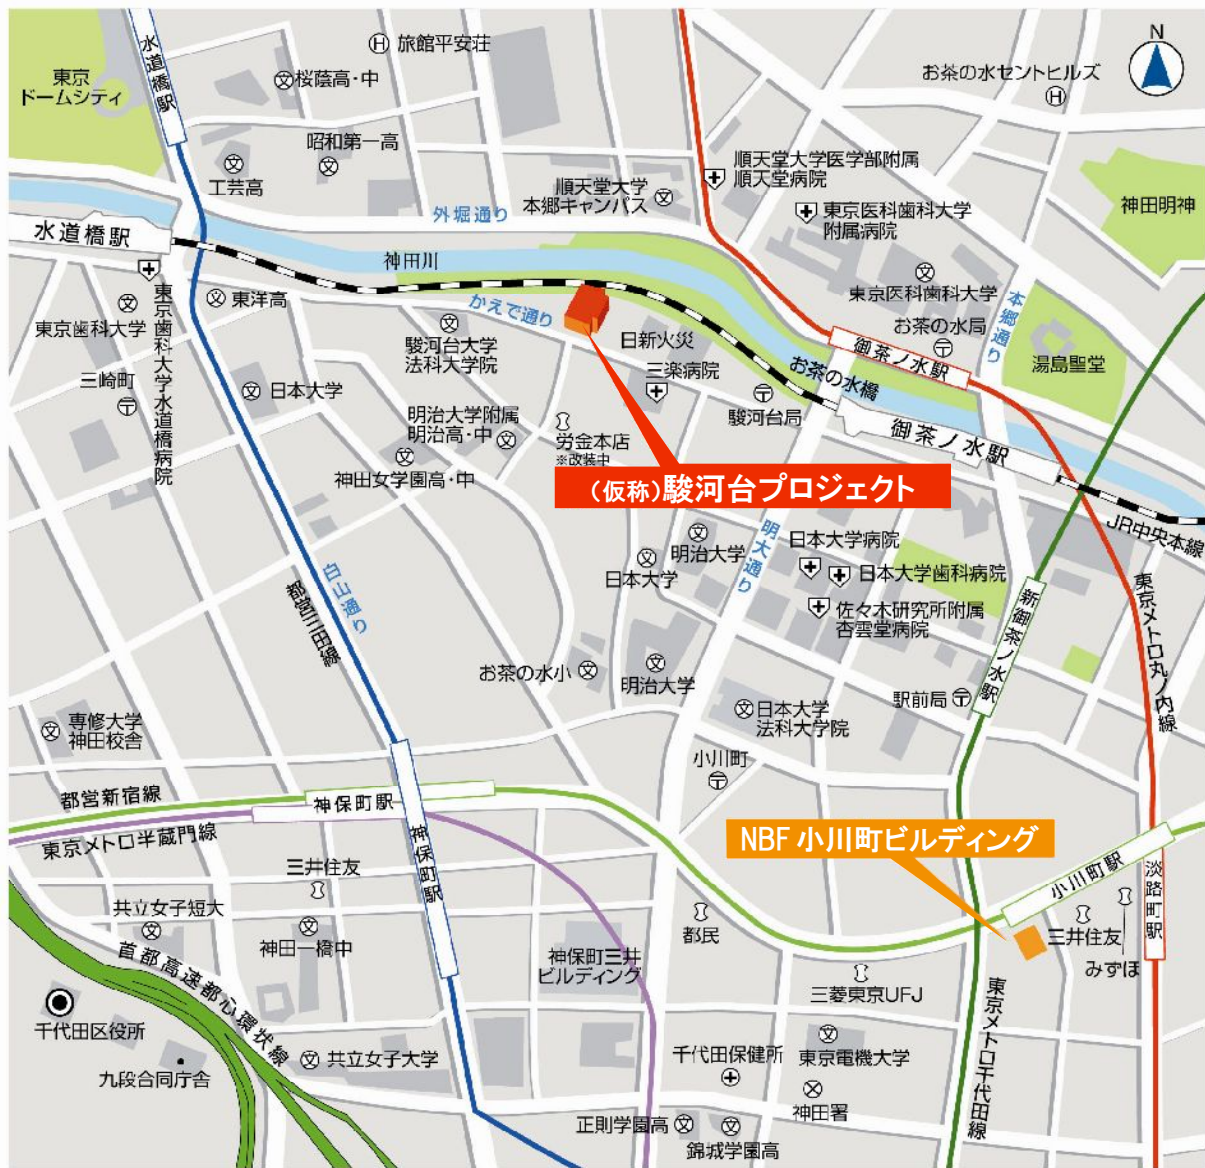 水道橋駅
旅館平安荘
N
東京
ドームシティ
桜蔭高・中
お茶の水セントヒルズ
昭和第一高
工芸高
順天堂大学医学部附属
順天堂病院
順天堂大学
本郷キャンパス
東京医科歯科大学
附属病院
神田明神
外堀通り
水道橋駅
神田川
東京医科歯科大学
本郷通り
東京歯科大学
東京歯科大学水道橋病院
東洋高
かえで通り
駿河台大学
法科大学院
日新火災
お茶の水局
御茶ノ水駅
湯島聖堂
三崎町
日本大学
三楽病院
お茶の水橋
駿河台局
御茶ノ水駅
明治大学附属
明治高・中
労金本店
※改装中
神田女学園高・中
(仮称)駿河台プロジェクト
JR中央本線
明大通り
明治大学
日本大学病院
日本大学
日本大学歯科病院
佐々木研究所附属
杏雲堂病院
白山通り
都営三田線
新御茶ノ水駅
東京メトロ丸ノ内線
お茶の水小
明治大学
駅前局
専修大学
神田校舎
日本大学
法科大学院
小川町
都営新宿線
神保町駅
東京メトロ半蔵門線
神保町駅
NBF 小川町ビルディング
小川町駅
淡路町駅
三井住友
共立女子短大
神田一橋中
都民
三井住友
みずほ
神保町三井
ビルディング
三菱東京UFJ
首都高速都心環状線
千代田区役所
九段合同庁舎
共立女子大学
千代田保健所
東京電機大学
神田署
東京メトロ千代田線
正則学園高
錦城学園高